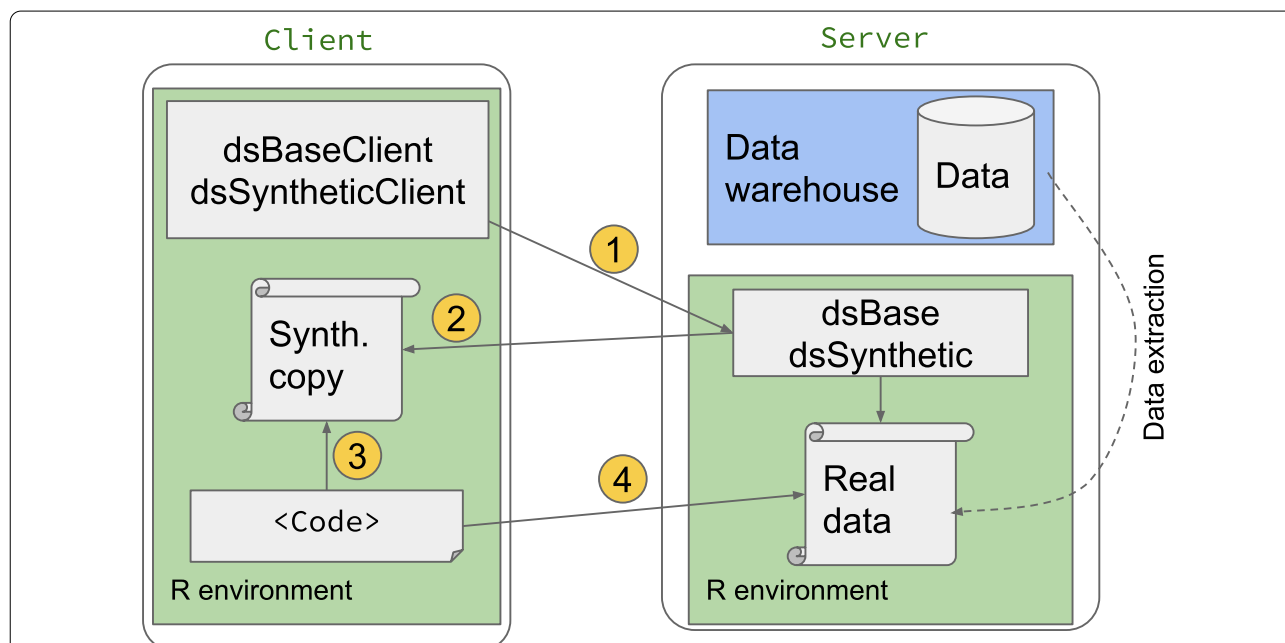 Client
Server
dsBaseClient
dsSyntheticClient
Data
warehouse
Data
1
Data extraction
2
Synth.
copy
dsBase
dsSynthetic
3
4
Real
data
<Code>
R environment
R environment